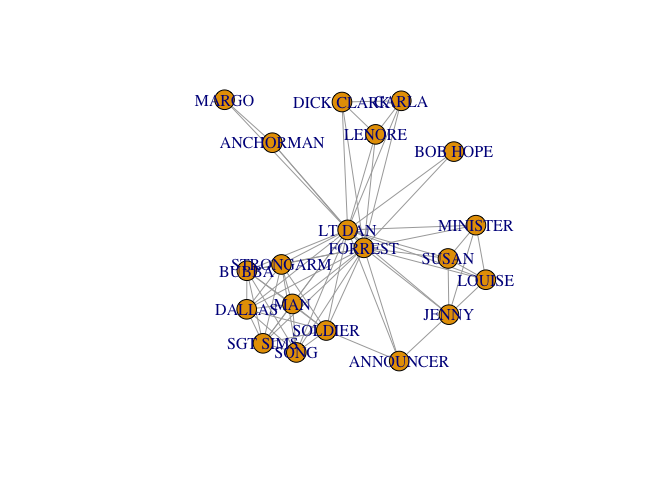 MARGO
DICK CLARK
CARLA
ANCHORMAN
LENORE
BOB HOPE
LT DAN
MINISTER
FORREST
SUSAN
STRONGARM
BUBBA
LOUISE
DALLAS
MAN
JENNY
SOLDIER
SGT SIMS
SONG
ANNOUNCER